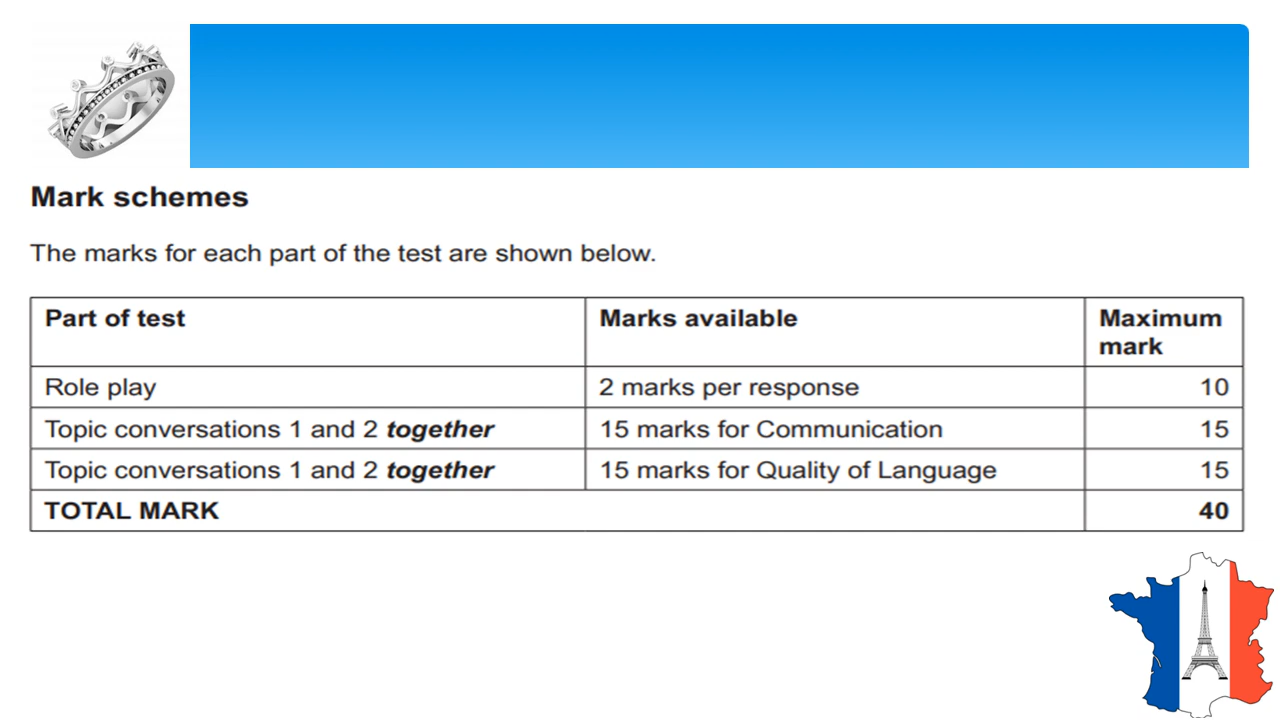 Mark schemes
The marks for each part of the test are shown below.
Part of test Marks available Maximum mark
Role play 2 marks per response 10
Topic conversations 1 and 2 together 15 marks for Communication 15
Topic conversations 1 and 2 together 15 marks for Quality of Language 15
TOTAL MARK 40